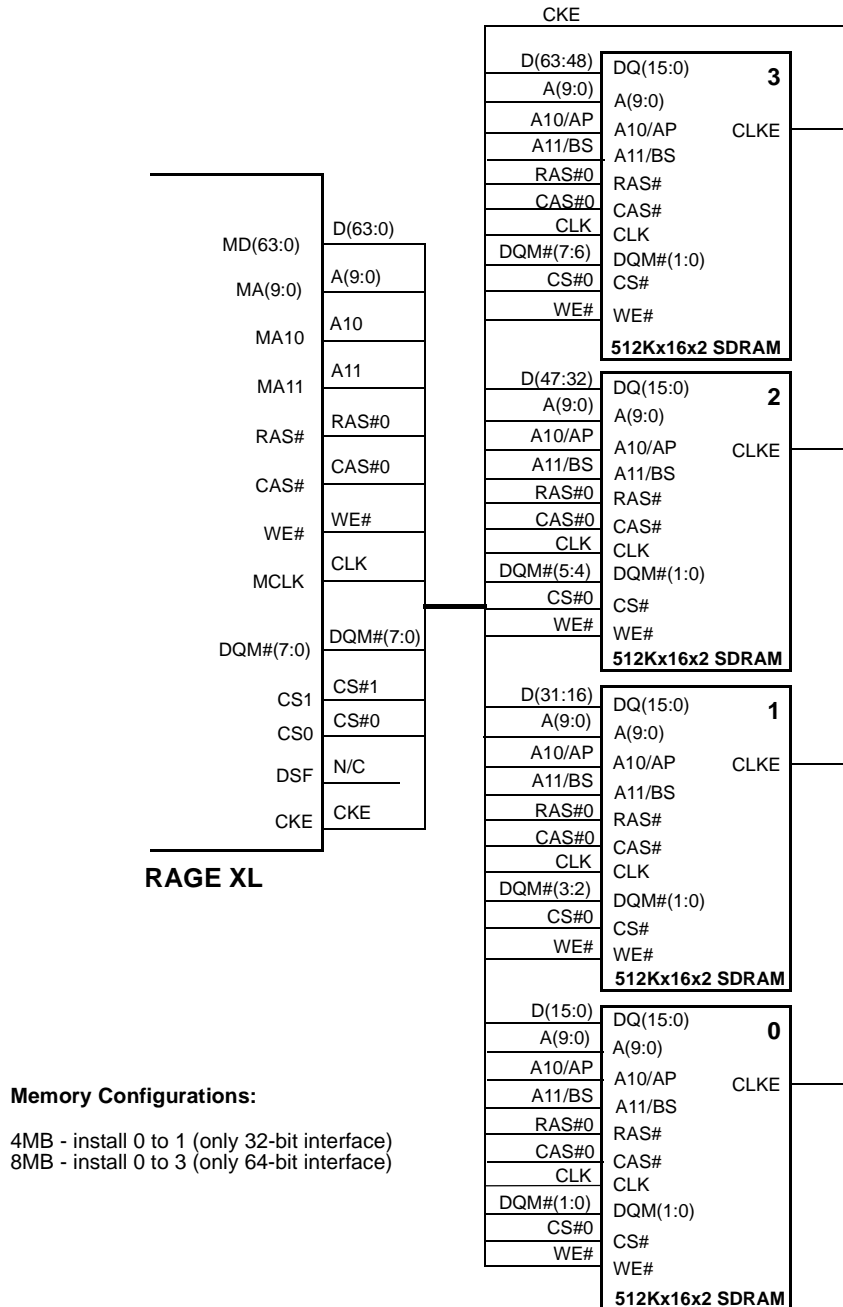 CKE
D(63:48)
A(9:0)
A10/AP
A11/BS
RAS#0
CAS#0
CLK
DQM#(7:6)
CS#0
WE#
DQ(15:0)
3
A(9:0)
A10/AP
CLKE
A11/BS
RAS#
CAS#
CLK
DQM#(1:0)
CS#
WE#
512Kx16x2 SDRAM
MD(63:0)
D(63:0)
MA(9:0)
A(9:0)
MA10
A10
MA11
A11
RAS#
RAS#0
CAS#
CAS#0
WE#
WE#
MCLK
CLK
DQM#(7:0)
DQM#(7:0)
CS1
CS#1
CS0
CS#0
DSF
N/C
CKE
CKE
RAGE XL
D(47:32)
A(9:0)
A10/AP
A11/BS
RAS#0
CAS#0
CLK
DQM#(5:4)
CS#0
WE#
DQ(15:0)
2
A(9:0)
A10/AP
CLKE
A11/BS
RAS#
CAS#
CLK
DQM#(1:0)
CS#
WE#
512Kx16x2 SDRAM
D(31:16)
A(9:0)
A10/AP
A11/BS
RAS#0
CAS#0
CLK
DQM#(3:2)
CS#0
WE#
DQ(15:0)
1
A(9:0)
A10/AP
CLKE
A11/BS
RAS#
CAS#
CLK
DQM#(1:0)
CS#
WE#
512Kx16x2 SDRAM
D(15:0)
A(9:0)
A10/AP
A11/BS
RAS#0
CAS#0
CLK
DQM#(1:0)
CS#0
WE#
DQ(15:0)
0
A(9:0)
A10/AP
CLKE
A11/BS
RAS#
CAS#
CLK
DQM(1:0)
CS#
WE#
512Kx16x2 SDRAM
Memory Configurations:
4MB - install 0 to 1 (only 32-bit interface)
8MB - install 0 to 3 (only 64-bit interface)